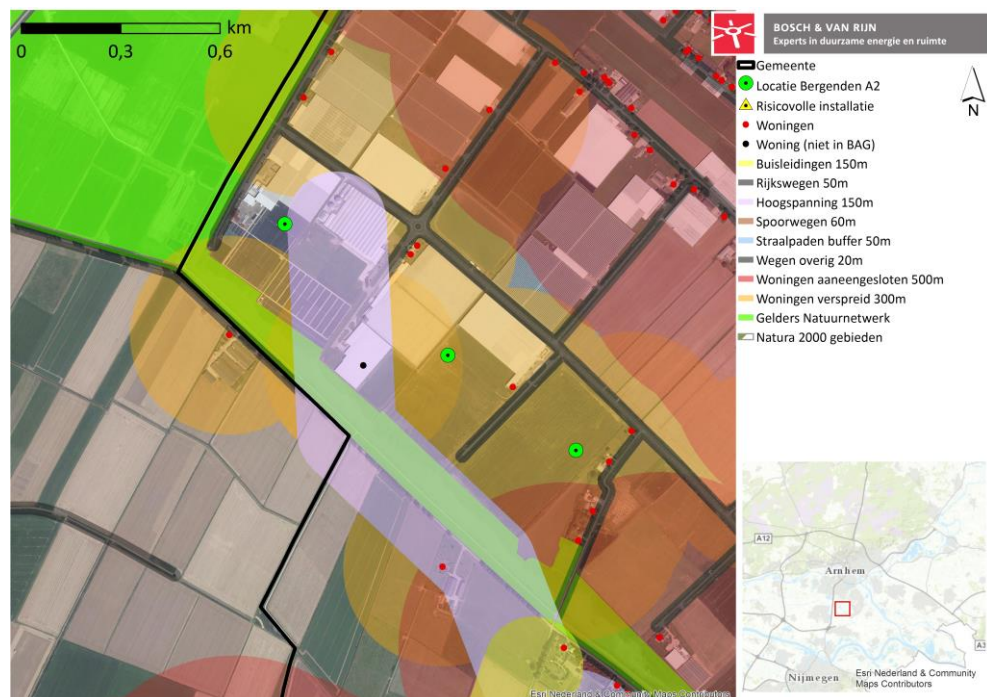 km
0 0,3 0,6
BOSCH & VAN RIJN
Experts in duurzame energie en ruimte
Gemeente
Locatie Bergenden A2
Risicovolle installatie
Woningen
Woning (niet in BAG)
Buisleidingen 150m
Rijkswegen 50m
Hoogspanning 150m
Spoorwegen 60m
Straalpaden buffer 50m
Wegen overig 20m
Woningen aaneengesloten 500m
Woningen verspreid 300m
Gelders Natuurnetwerk
Natura 2000 gebieden
N
A12
Arnhem
Nijmegen
Esri Nederland & Community
Maps Contributors
Esri Nederland & Community Maps Contributors